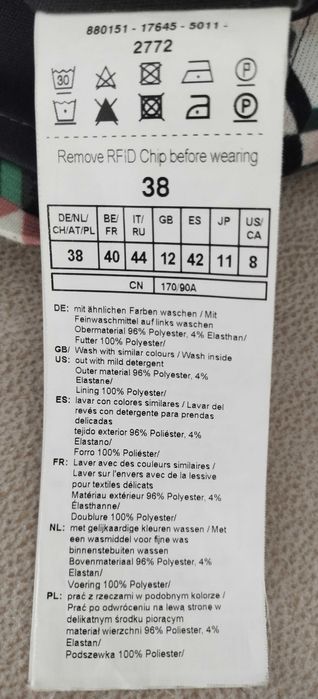 880151 - 17645 - 5011 -
2772
30 P
P
Remove RFiD Chip before wearing
38
DE/NL/ CH/AT/PL BE/ FR IT/ RU GB ES JP US/ CA
38 40 44 12 42 11 8
CN 170/90A
DE: mit ähnlichen Farben waschen / Mit
Feinwaschmittel auf links waschen
Obermaterial 96% Polyester, 4% Elasthan/
Futter 100% Polyester/
GB/ Wash with similar colours / Wash inside
US: out with mild detergent
Outer material 96% Polyester, 4%
Elastane/
Lining 100% Polyester/
ES: lavar con colores similares / Lavar del
revés con detergente para prendas
delicadas
tejido exterior 96% Poliéster, 4%
Elastano/
Forro 100% Poliéster/
FR: Laver avec des couleurs similaires /
Laver sur l'envers avec de la lessive
pour textiles délicats
Matériau extérieur 96% Polyester, 4%
Élasthanne/
Doublure 100% Polyester/
NL: met gelijkaardige kleuren wassen / Met
een wasmiddel voor fijne was
binnenstebuiten wassen
Bovenmateriaal 96% Polyester, 4%
Elastan/
Voering 100% Polyester/
PL: prać z rzeczami w podobnym kolorze /
Prać po odwróceniu na lewą stronę w
delikatnym środku piorącym
materiał wierzchni 96% Poliester, 4%
Elastan/
Podszewka 100% Poliester/